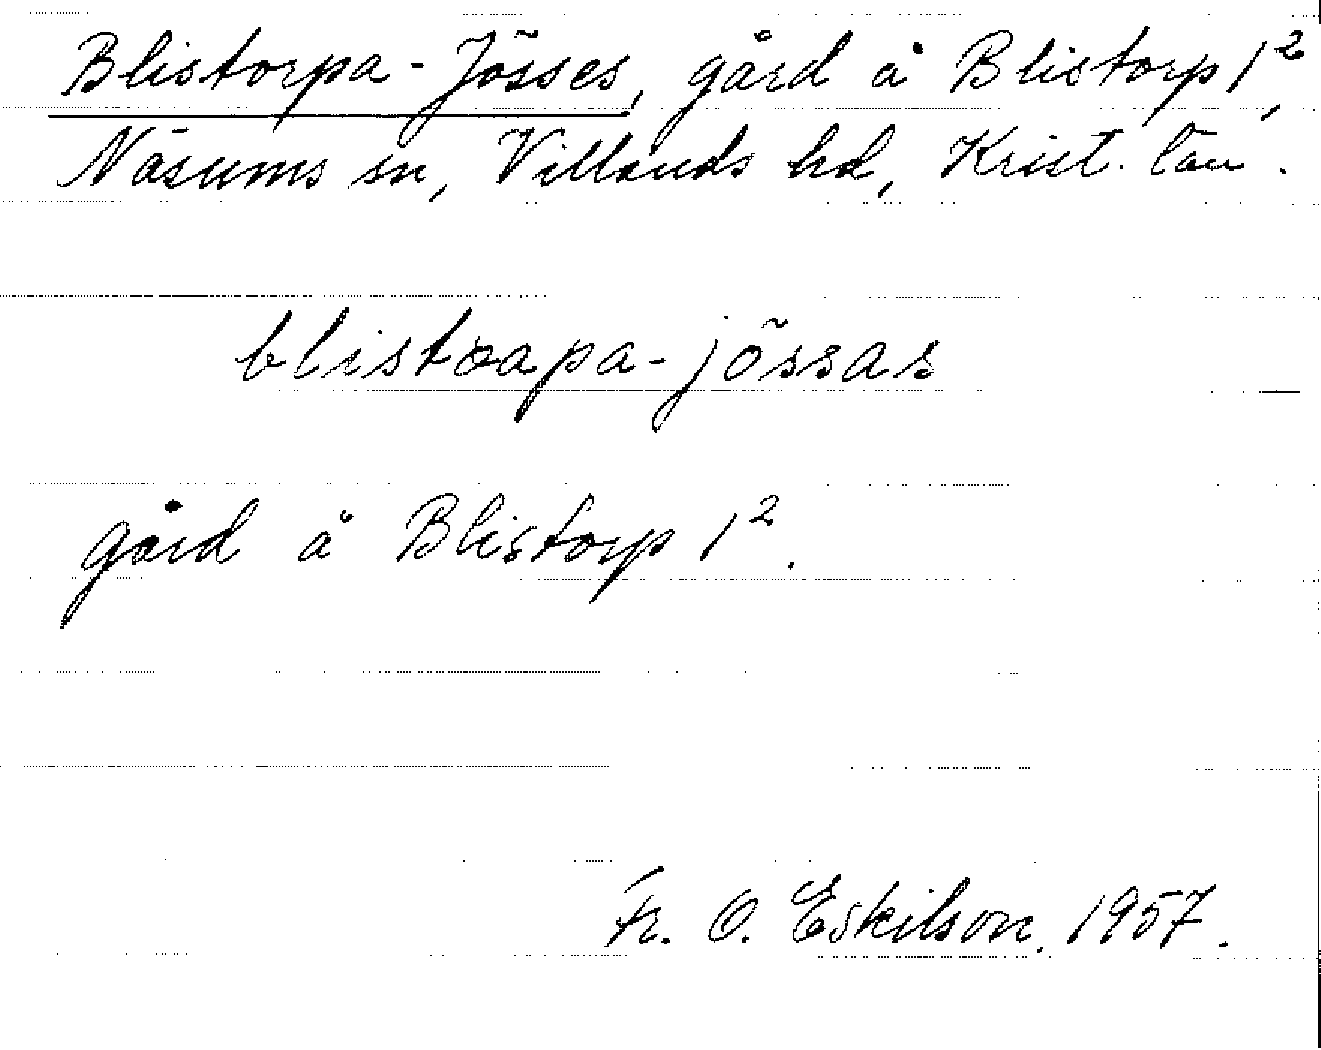 Blistorpa-Jösses, gård å Blistorp 1²,
Näsums sn, Villands hd, Krist. län.
blistoapa-jössas
gård å Blistorp 1².
Fr. O. Eskilson. 1957.